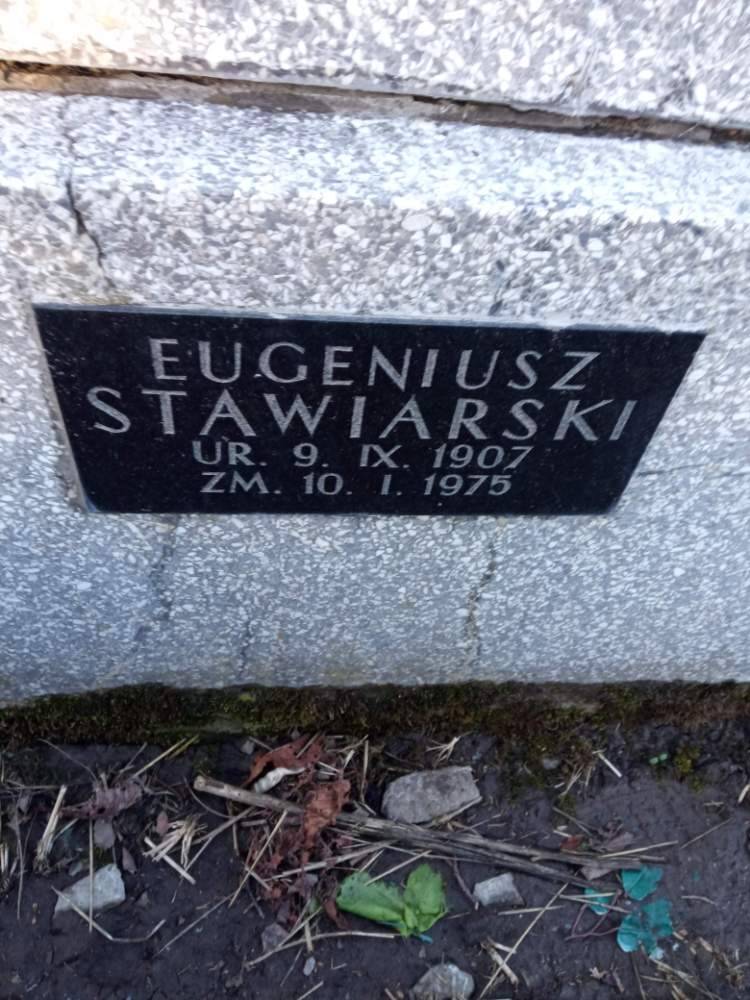 EUGENIUSZ
STAWIARSKI
UR. 9. IX. 1907
ZM. 10. I. 1975